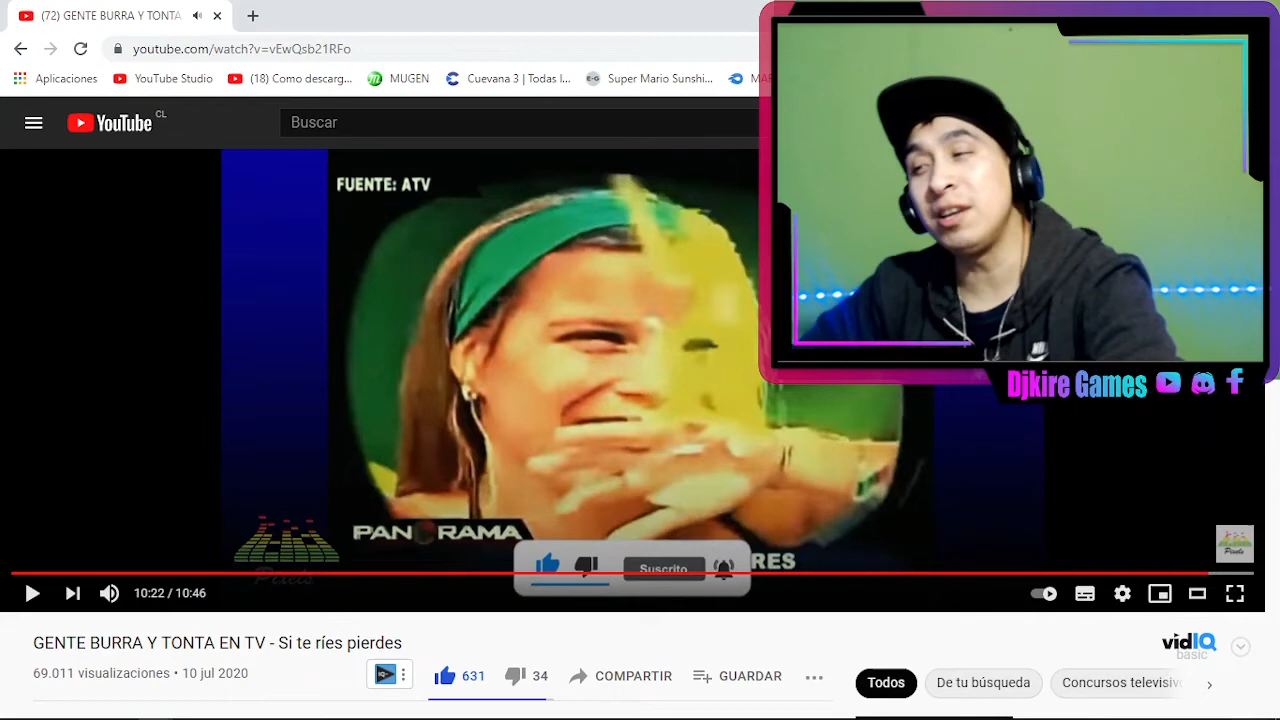 (72) GENTE BURRA Y TONTA
youtube.com/watch?v=vEwQsb21RFo
Aplicaciones
YouTube Studio
(18) Como descarg...
MUGEN
Cuevana 3 | Todas l...
Super Mario Sunshi...
YouTube CL
Buscar
FUENTE: ATV
Djkire Games
PANORAMA
RES
Pixels
Pixels
Suscrito
10:22 / 10:46
GENTE BURRA Y TONTA EN TV - Si te ríes pierdes
69.011 visualizaciones • 10 jul 2020
631
34
COMPARTIR
GUARDAR
vidIQ
basic
Todos
De tu búsqueda
Concursos televisiv